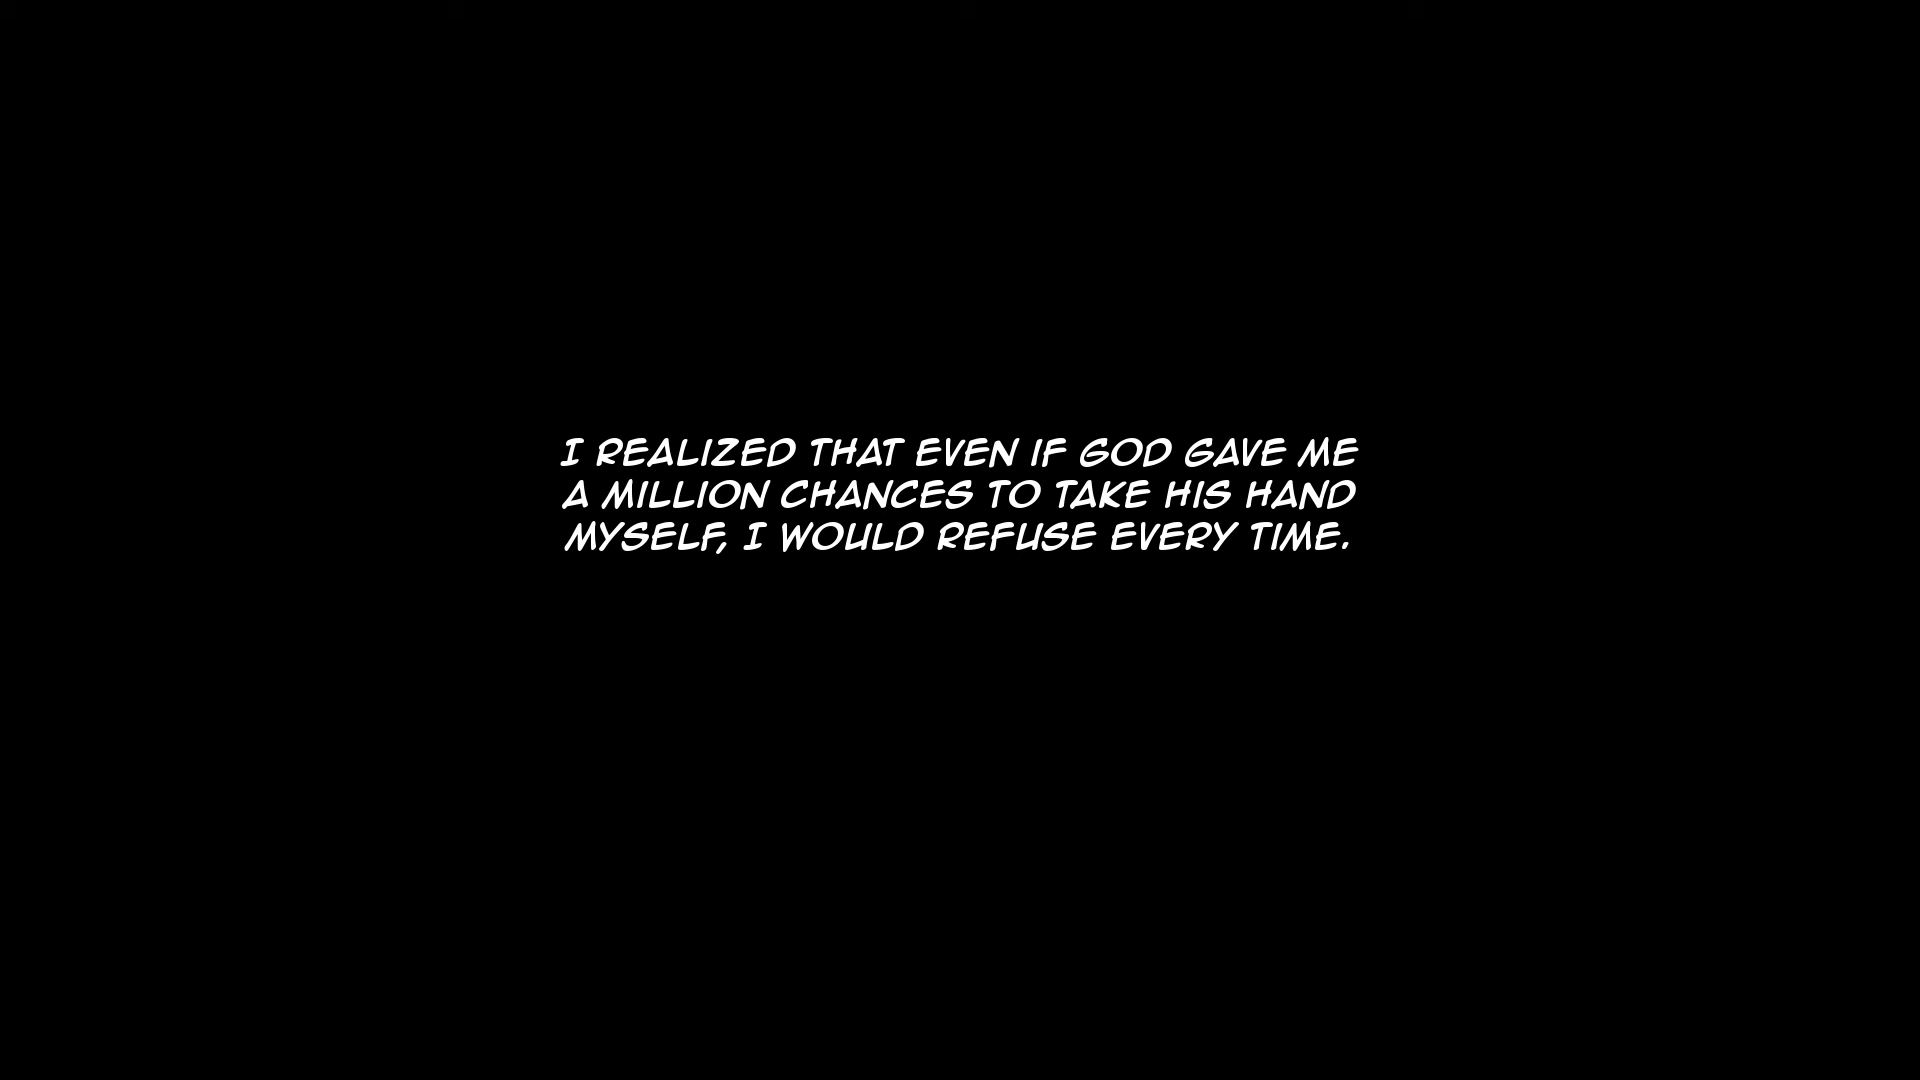 I REALIZED THAT EVEN IF GOD GAVE ME
A MILLION CHANCES TO TAKE HIS HAND
MYSELF, I WOULD REFUSE EVERY TIME.